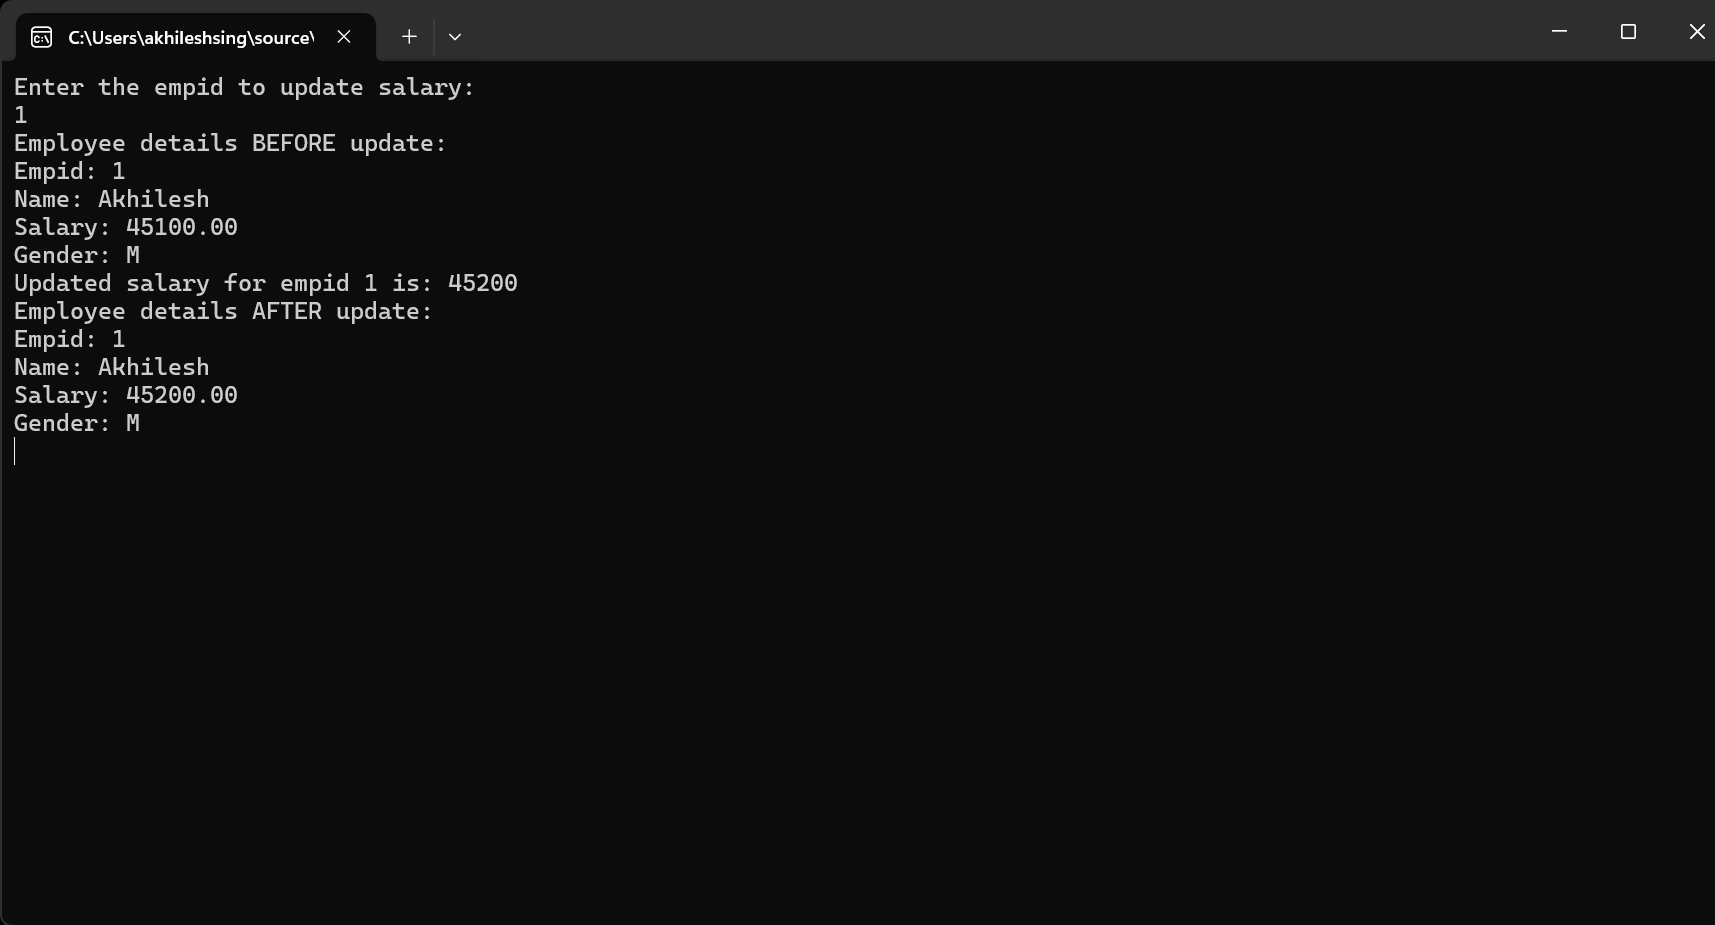 C:\Users\akhileshsing\source\
Enter the empid to update salary:
1
Employee details BEFORE update:
Empid: 1
Name: Akhilesh
Salary: 45100.00
Gender: M
Updated salary for empid 1 is: 45200
Employee details AFTER update:
Empid: 1
Name: Akhilesh
Salary: 45200.00
Gender: M